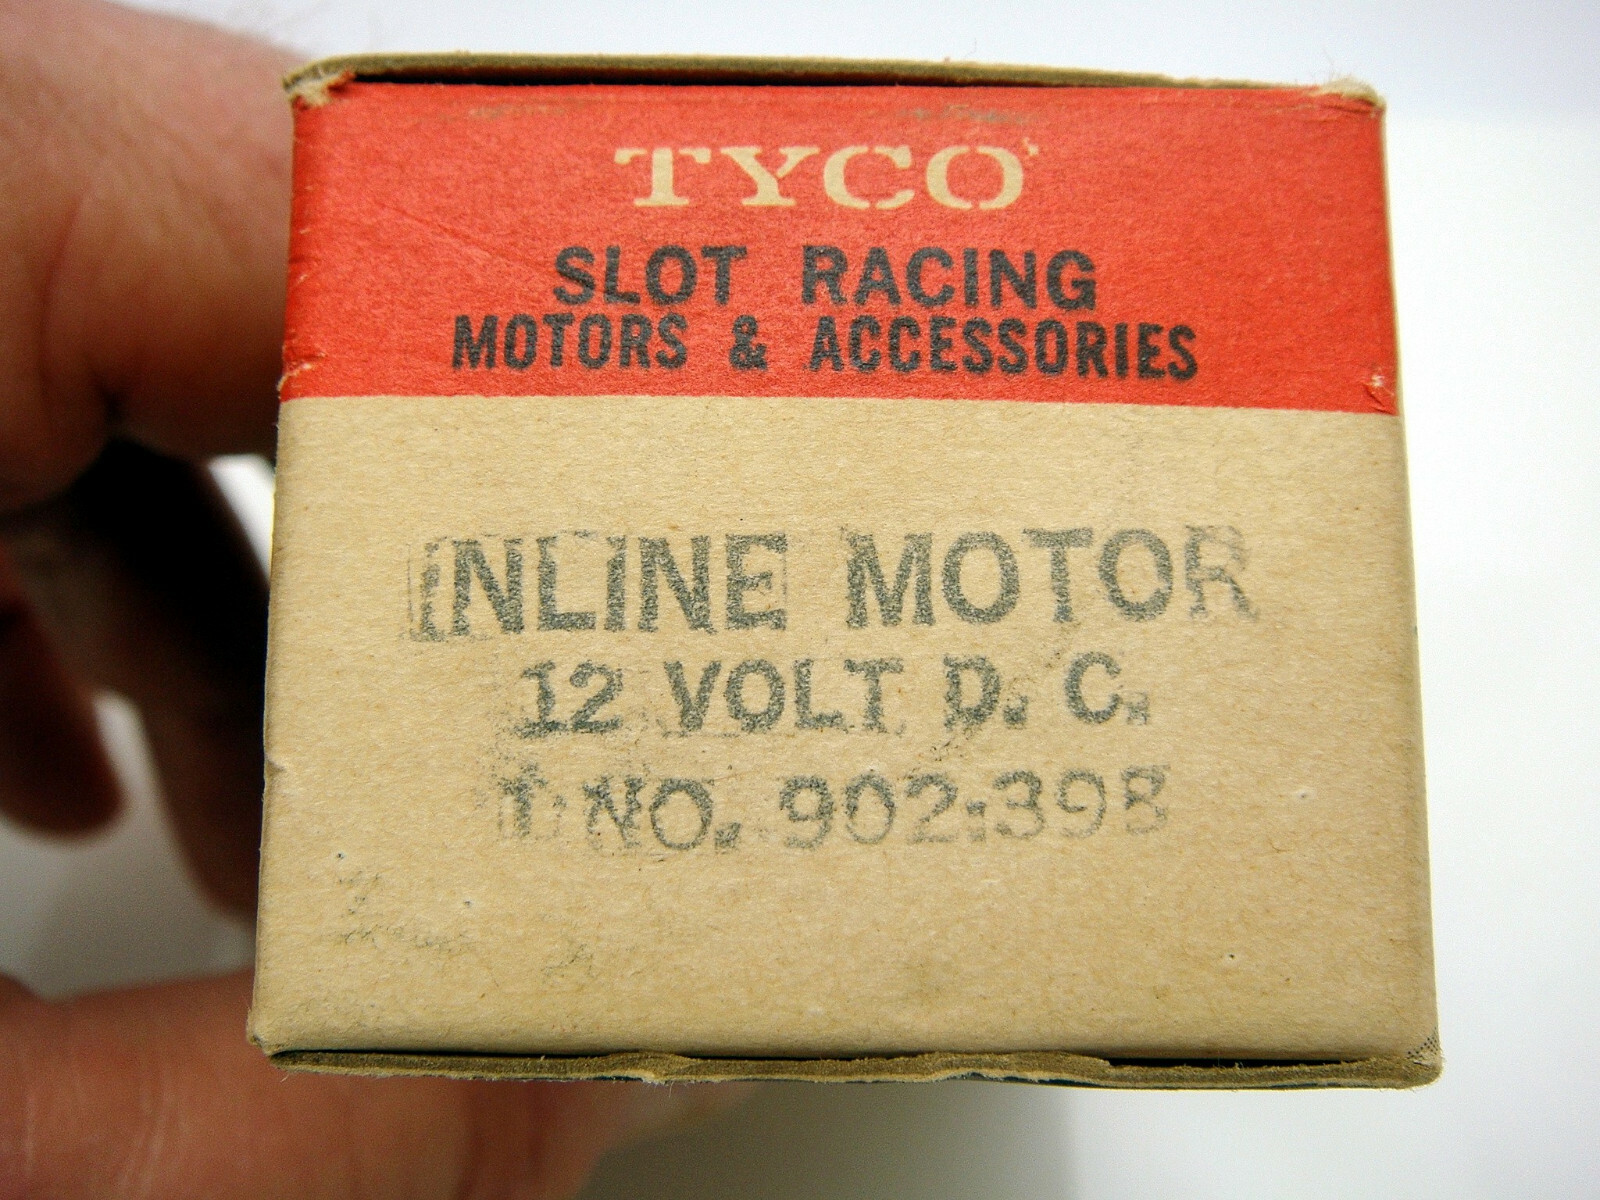 TYCO
SLOT RACING
MOTORS & ACCESSORIES
INLINE MOTOR
12 VOLT D. C.
NO. 902:398